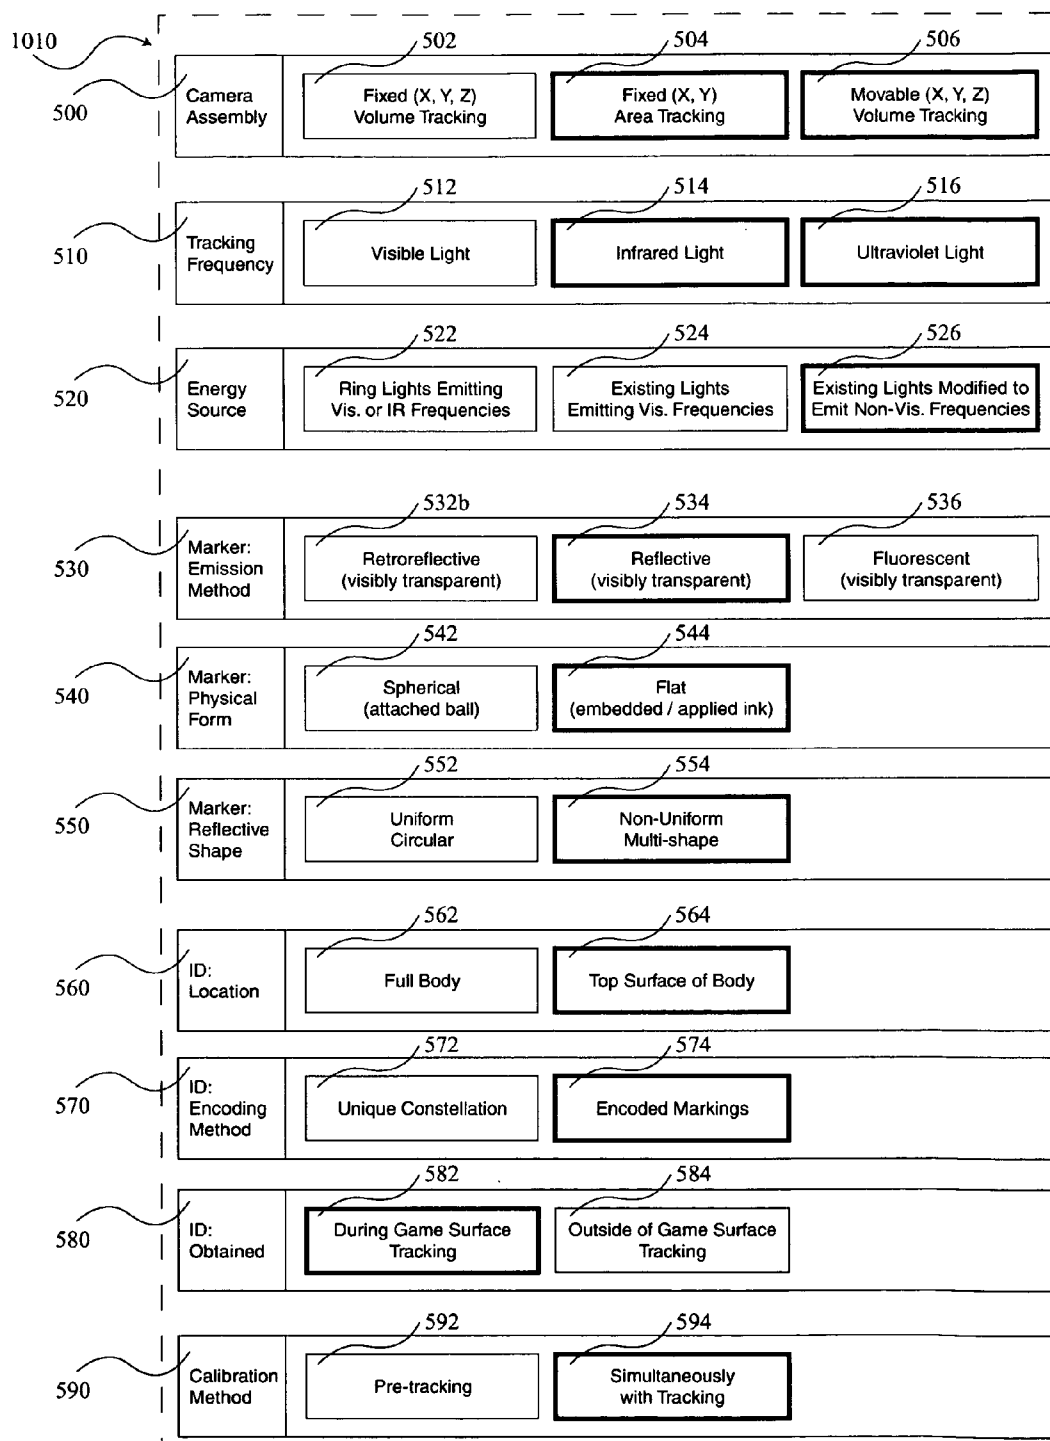 1010
502
504
506
500
Camera
Assembly
Fixed (X, Y, Z)
Volume Tracking
Fixed (X, Y)
Area Tracking
Movable (X, Y, Z)
Volume Tracking
512
514
516
510
Tracking
Frequency
Visible Light
Infrared Light
Ultraviolet Light
522
524
526
520
Energy
Source
Ring Lights Emitting
Vis. or IR Frequencies
Existing Lights
Emitting Vis. Frequencies
Existing Lights Modified to
Emit Non-Vis. Frequencies
532b
534
536
530
Marker:
Emission
Method
Retroreflective
(visibly transparent)
Reflective
(visibly transparent)
Fluorescent
(visibly transparent)
542
544
540
Marker:
Physical
Form
Spherical
(attached ball)
Flat
(embedded / applied ink)
552
554
550
Marker:
Reflective
Shape
Uniform
Circular
Non-Uniform
Multi-shape
562
564
560
ID:
Location
Full Body
Top Surface of Body
572
574
570
ID:
Encoding
Method
Unique Constellation
Encoded Markings
582
584
580
ID:
Obtained
During Game Surface
Tracking
Outside of Game Surface
Tracking
592
594
590
Calibration
Method
Pre-tracking
Simultaneously
with Tracking